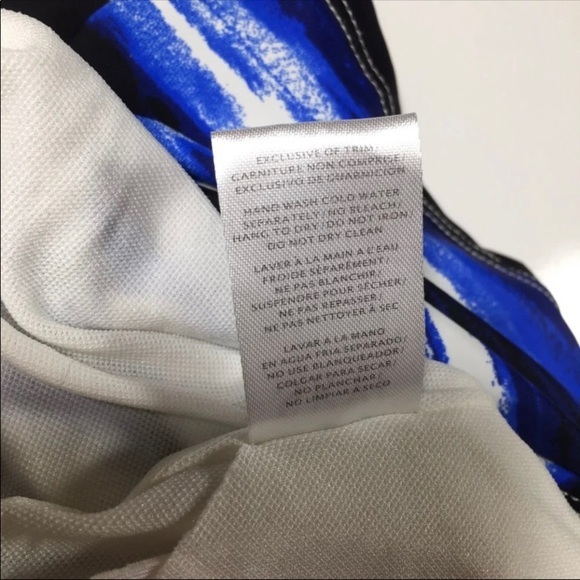 EXCLUSIVE OF TRIM/
GARNITURE NON COMPRISE/
EXCLUSIVO DE GUARNICIÓN
HAND WASH COLD WATER
SEPARATELY/NO BLEACH/
HANG TO DRY/DO NOT IRON/
DO NOT DRY CLEAN
LAVER À LA MAIN A L'EAU
FROIDE SÉPARÉMENT/
NE PAS BLANCHIR/
SUSPENDRE POUR SÉCHER/
NE PAS REPASSER/
NE PAS NETTOYER À SEC
LAVAR A LA MANO
EN AGUA FRIA SEPARADO/
NO USE BLANQUEADOR/
COLGAR PARA SECAR/
NO PLANCHAR/
NO LIMPIAR À SECO